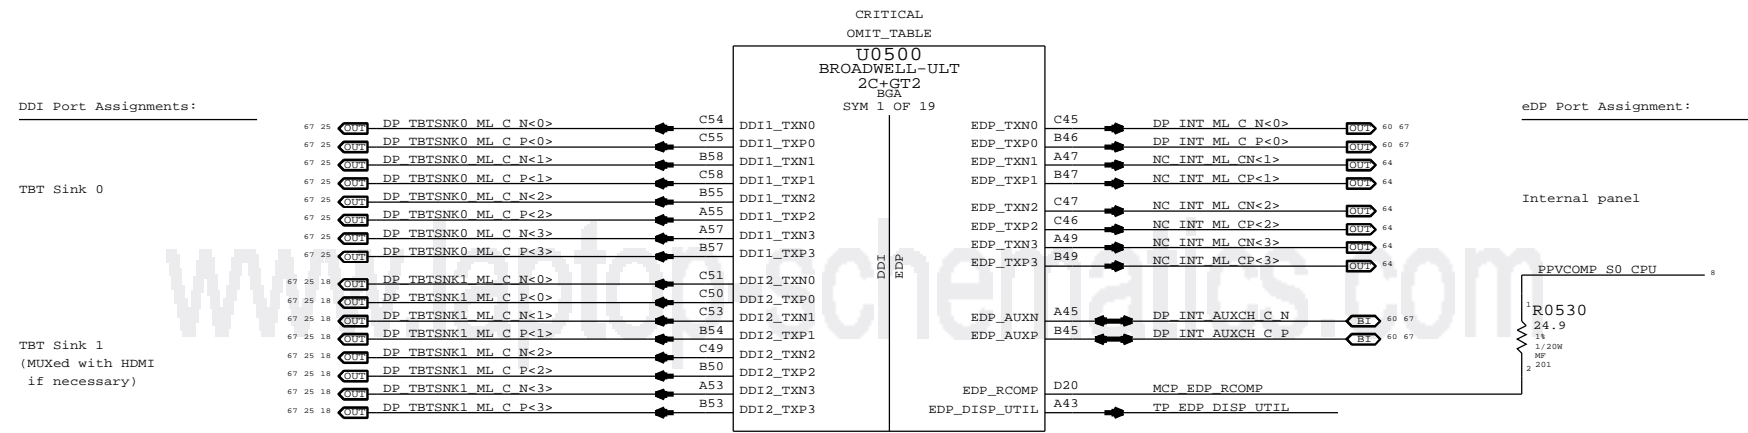 CRITICAL
OMIT_TABLE
U0500
BROADWELL-ULT
2C+GT2
BGA
SYM 1 OF 19
DDI Port Assignments:
eDP Port Assignment:
67 25 OUT DP_TBTSNK0_ML_C_N<0> C54 DDI1_TXN0
67 25 OUT DP_TBTSNK0_ML_C_P<0> C55 DDI1_TXP0
67 25 OUT DP_TBTSNK0_ML_C_N<1> B58 DDI1_TXN1
67 25 OUT DP_TBTSNK0_ML_C_P<1> C58 DDI1_TXP1
TBT Sink 0
67 25 OUT DP_TBTSNK0_ML_C_N<2> B55 DDI1_TXN2
67 25 OUT DP_TBTSNK0_ML_C_P<2> A55 DDI1_TXP2
67 25 OUT DP_TBTSNK0_ML_C_N<3> A57 DDI1_TXN3
67 25 OUT DP_TBTSNK0_ML_C_P<3> B57 DDI1_TXP3
67 25 18 OUT DP_TBTSNK1_ML_C_N<0> C51 DDI2_TXN0
67 25 18 OUT DP_TBTSNK1_ML_C_P<0> C50 DDI2_TXP0
67 25 18 OUT DP_TBTSNK1_ML_C_N<1> C53 DDI2_TXN1
67 25 18 OUT DP_TBTSNK1_ML_C_P<1> B54 DDI2_TXP1
TBT Sink 1
(MUXed with HDMI
if necessary)
67 25 18 OUT DP_TBTSNK1_ML_C_N<2> C49 DDI2_TXN2
67 25 18 OUT DP_TBTSNK1_ML_C_P<2> B50 DDI2_TXP2
67 25 18 OUT DP_TBTSNK1_ML_C_N<3> A53 DDI2_TXN3
67 25 18 OUT DP_TBTSNK1_ML_C_P<3> B53 DDI2_TXP3
DDI
EDP
EDP_TXN0 C45 DP_INT_ML_C_N<0> OUT 60 67
EDP_TXP0 B46 DP_INT_ML_C_P<0> OUT 60 67
EDP_TXN1 A47 NC_INT_ML_CN<1> OUT 64
EDP_TXP1 B47 NC_INT_ML_CP<1> OUT 64
EDP_TXN2 C47 NC_INT_ML_CN<2> OUT 64
EDP_TXP2 C46 NC_INT_ML_CP<2> OUT 64
EDP_TXN3 A49 NC_INT_ML_CN<3> OUT 64
EDP_TXP3 B49 NC_INT_ML_CP<3> OUT 64
EDP_AUXN A45 DP_INT_AUXCH_C_N BI 60 67
EDP_AUXP B45 DP_INT_AUXCH_C_P BI 60 67
EDP_RCOMP D20 MCP_EDP_RCOMP
EDP_DISP_UTIL A43 TP_EDP_DISP_UTIL
Internal panel
PPVCOMP_S0_CPU 8
1
R0530
24.9
1%
1/20W
MF
201
2
www.laptop-schematics.com